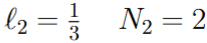 ℓ₂ = 1/3    N₂ = 2